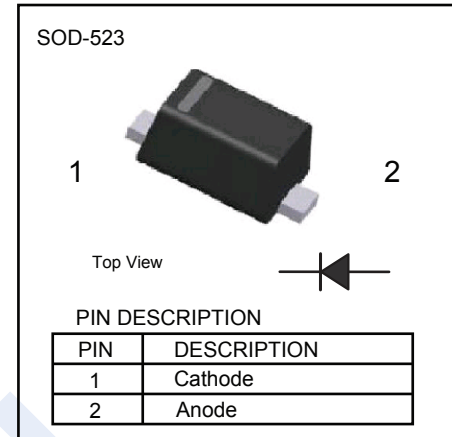 SOD-523
1
2
Top View
PIN DESCRIPTION
PIN DESCRIPTION
1 Cathode
2 Anode